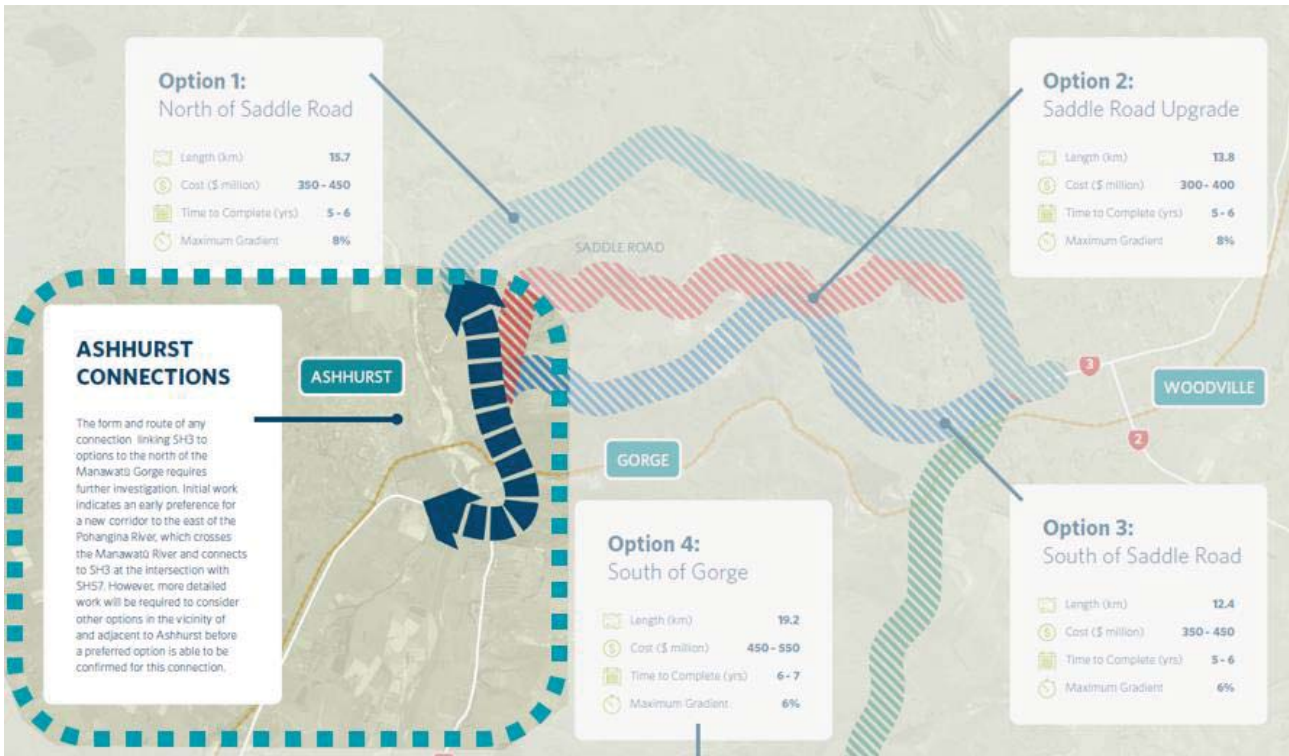 Option 1:
North of Saddle Road
Length (km) 15.7
Cost ($ million) 350 - 450
Time to Complete (yrs) 5 - 6
Maximum Gradient 8%
Option 2:
Saddle Road Upgrade
Length (km) 13.8
Cost ($ million) 300 - 400
Time to Complete (yrs) 5 - 6
Maximum Gradient 8%
SADDLE ROAD
ASHHURST
CONNECTIONS
The form and route of any
connection linking SH3 to
options to the north of the
Manawatū Gorge requires
further investigation. Initial work
indicates an early preference for
a new corridor to the east of the
Pohangina River, which crosses
the Manawatū River and connects
to SH3 at the intersection with
SH57. However, more detailed
work will be required to consider
other options in the vicinity of
and adjacent to Ashhurst before
a preferred option is able to be
confirmed for this connection.
ASHHURST
GORGE
3
WOODVILLE
2
Option 4:
South of Gorge
Length (km) 19.2
Cost ($ million) 450 - 550
Time to Complete (yrs) 6 - 7
Maximum Gradient 6%
Option 3:
South of Saddle Road
Length (km) 12.4
Cost ($ million) 350 - 450
Time to Complete (yrs) 5 - 6
Maximum Gradient 6%